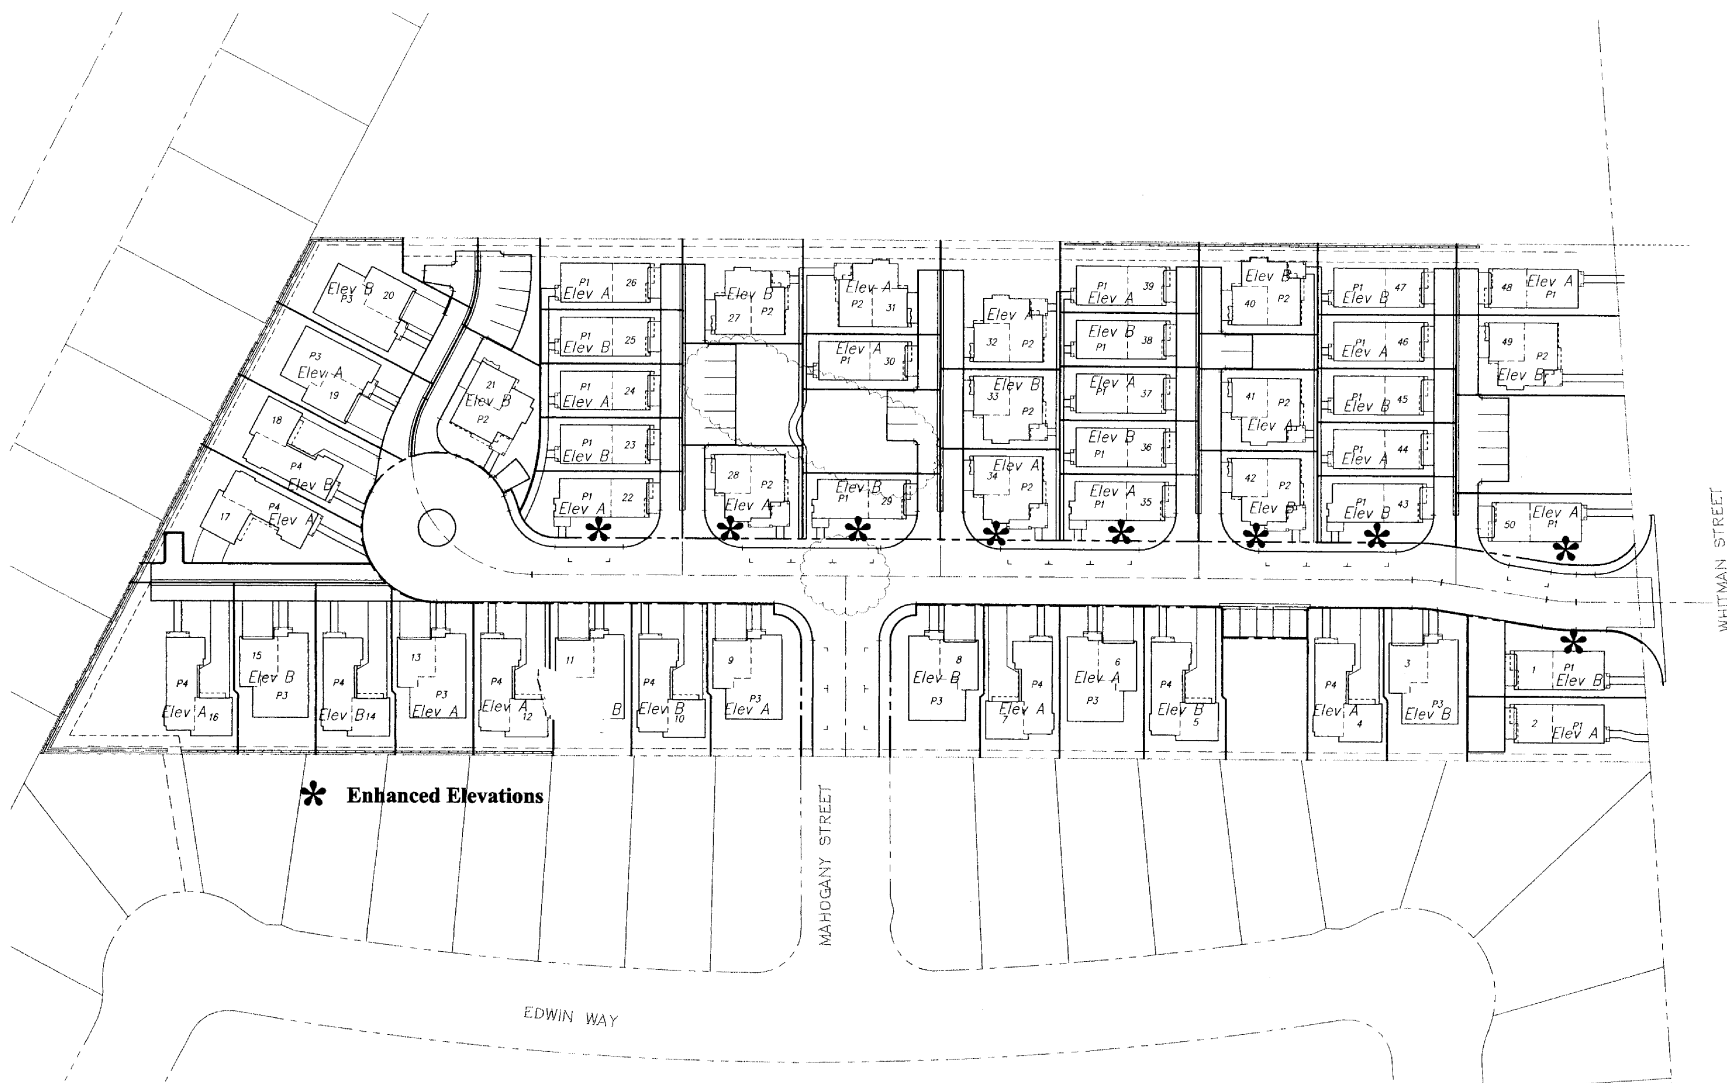 Elev B
P3
20
P3
Elev A
19
18
P4
Elev B
17
P4
Elev A
21
Elev B
P2
P1
26
Elev A
P1
25
Elev B
P1
24
Elev A
P1
23
Elev B
P1
22
Elev A
Elev B
27
P2
28
P2
Elev A
Elev A
P2
31
Elev A
P1
30
Elev B
P1
29
Elev A
32
P2
Elev B
33
P2
Elev A
34
P2
P1
39
Elev A
Elev B
P1
38
Elev A
P1
37
Elev B
P1
36
Elev A
P1
35
Elev B
40
P2
41
P2
Elev A
42
P2
Elev B
P1
47
Elev B
P1
46
Elev A
P1
45
Elev B
P1
44
Elev A
P1
43
Elev B
48
Elev A
P1
49
P2
Elev B
50
Elev A
P1
WHITMAN STREET
P4
Elev A
16
15
Elev B
P3
P4
Elev B
14
13
P3
Elev A
P4
Elev A
12
11
B
P4
Elev B
10
9
P3
Elev A
8
Elev B
P3
P4
Elev A
7
6
Elev A
P3
P4
Elev B
5
P4
Elev A
4
3
P3
Elev B
1
P1
Elev B
2
P1
Elev A
* Enhanced Elevations
MAHOGANY STREET
EDWIN WAY